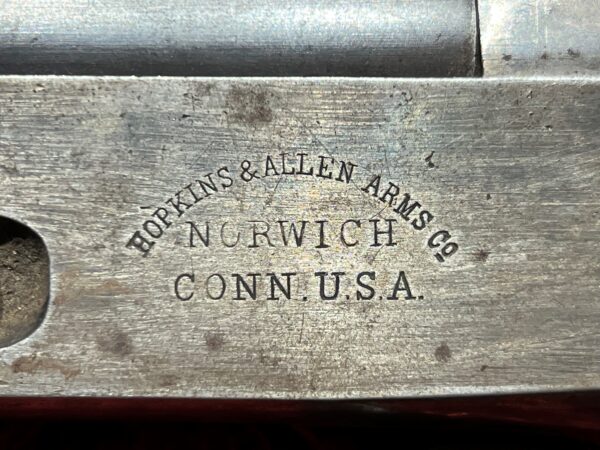 HOPKINS & ALLEN ARMS CO
NORWICH
CONN. U.S.A.